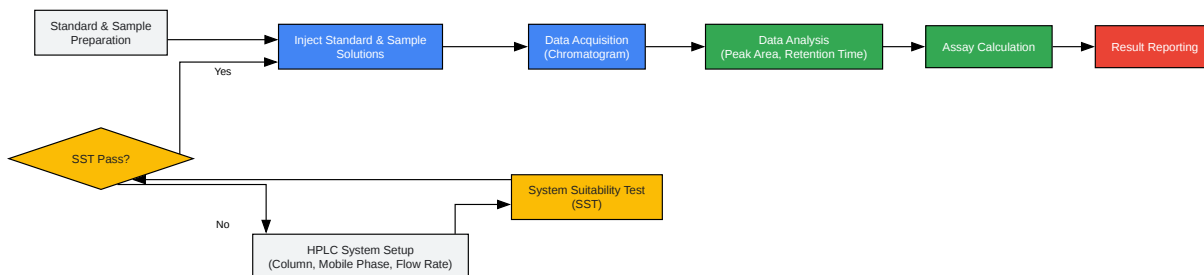 Standard & Sample
Preparation
Inject Standard & Sample
Solutions
Data Acquisition
(Chromatogram)
Data Analysis
(Peak Area, Retention Time)
Assay Calculation
Result Reporting
Yes
SST Pass?
System Suitability Test
(SST)
No
HPLC System Setup
(Column, Mobile Phase, Flow Rate)